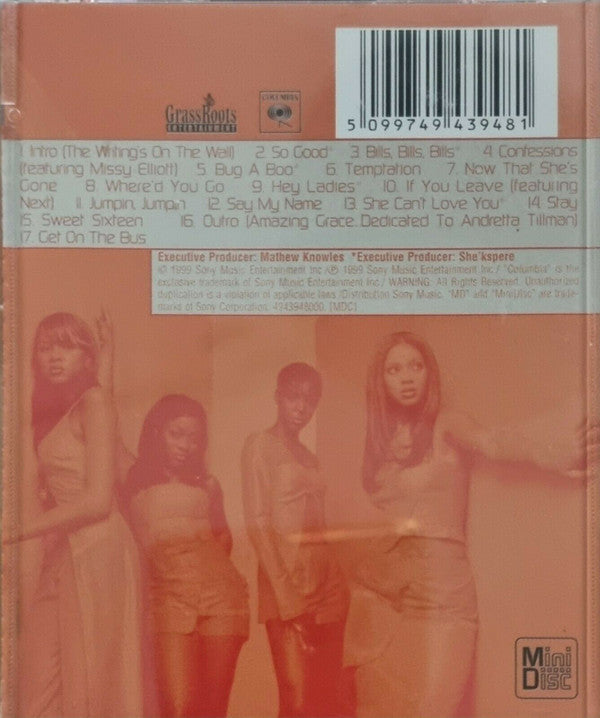 GrassRoots
ENTERTAINMENT
COLUMBIA
5 099749 439481
1. Intro (The Writing's On The Wall) 2. So Good* 3. Bills, Bills, Bills* 4. Confessions
(featuring Missy Elliott) 5. Bug A Boo* 6. Temptation 7. Now That She's
Gone 8. Where'd You Go 9. Hey Ladies* 10. If You Leave (featuring
Next) 11. Jumpin, Jumpin 12. Say My Name 13. She Can't Love You* 14. Stay
15. Sweet Sixteen 16. Outro (Amazing Grace...Dedicated To Andretta Tillman)
17. Get On The Bus
Executive Producer: Mathew Knowles *Executive Producer: She'kspere
© 1999 Sony Music Entertainment Inc./℗ 1999 Sony Music Entertainment Inc./ "Columbia" is the
exclusive trademark of Sony Music Entertainment Inc./ WARNING: All Rights Reserved. Unauthorized
duplication is a violation of applicable laws./Distribution Sony Music. "MD" and "MiniDisc" are trade-
marks of Sony Corporation. 4943948000. (MDC)
Mini
Disc